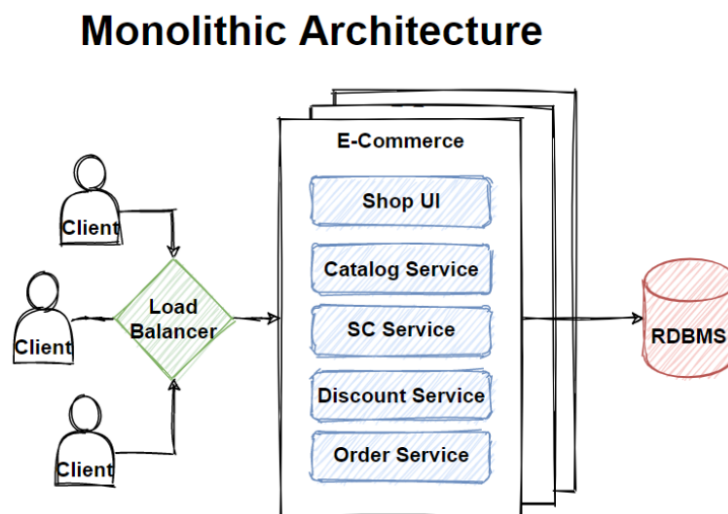 Monolithic Architecture
E-Commerce
Shop UI
Client
Catalog Service
Load
Balancer
Client
SC Service
RDBMS
Discount Service
Client
Order Service